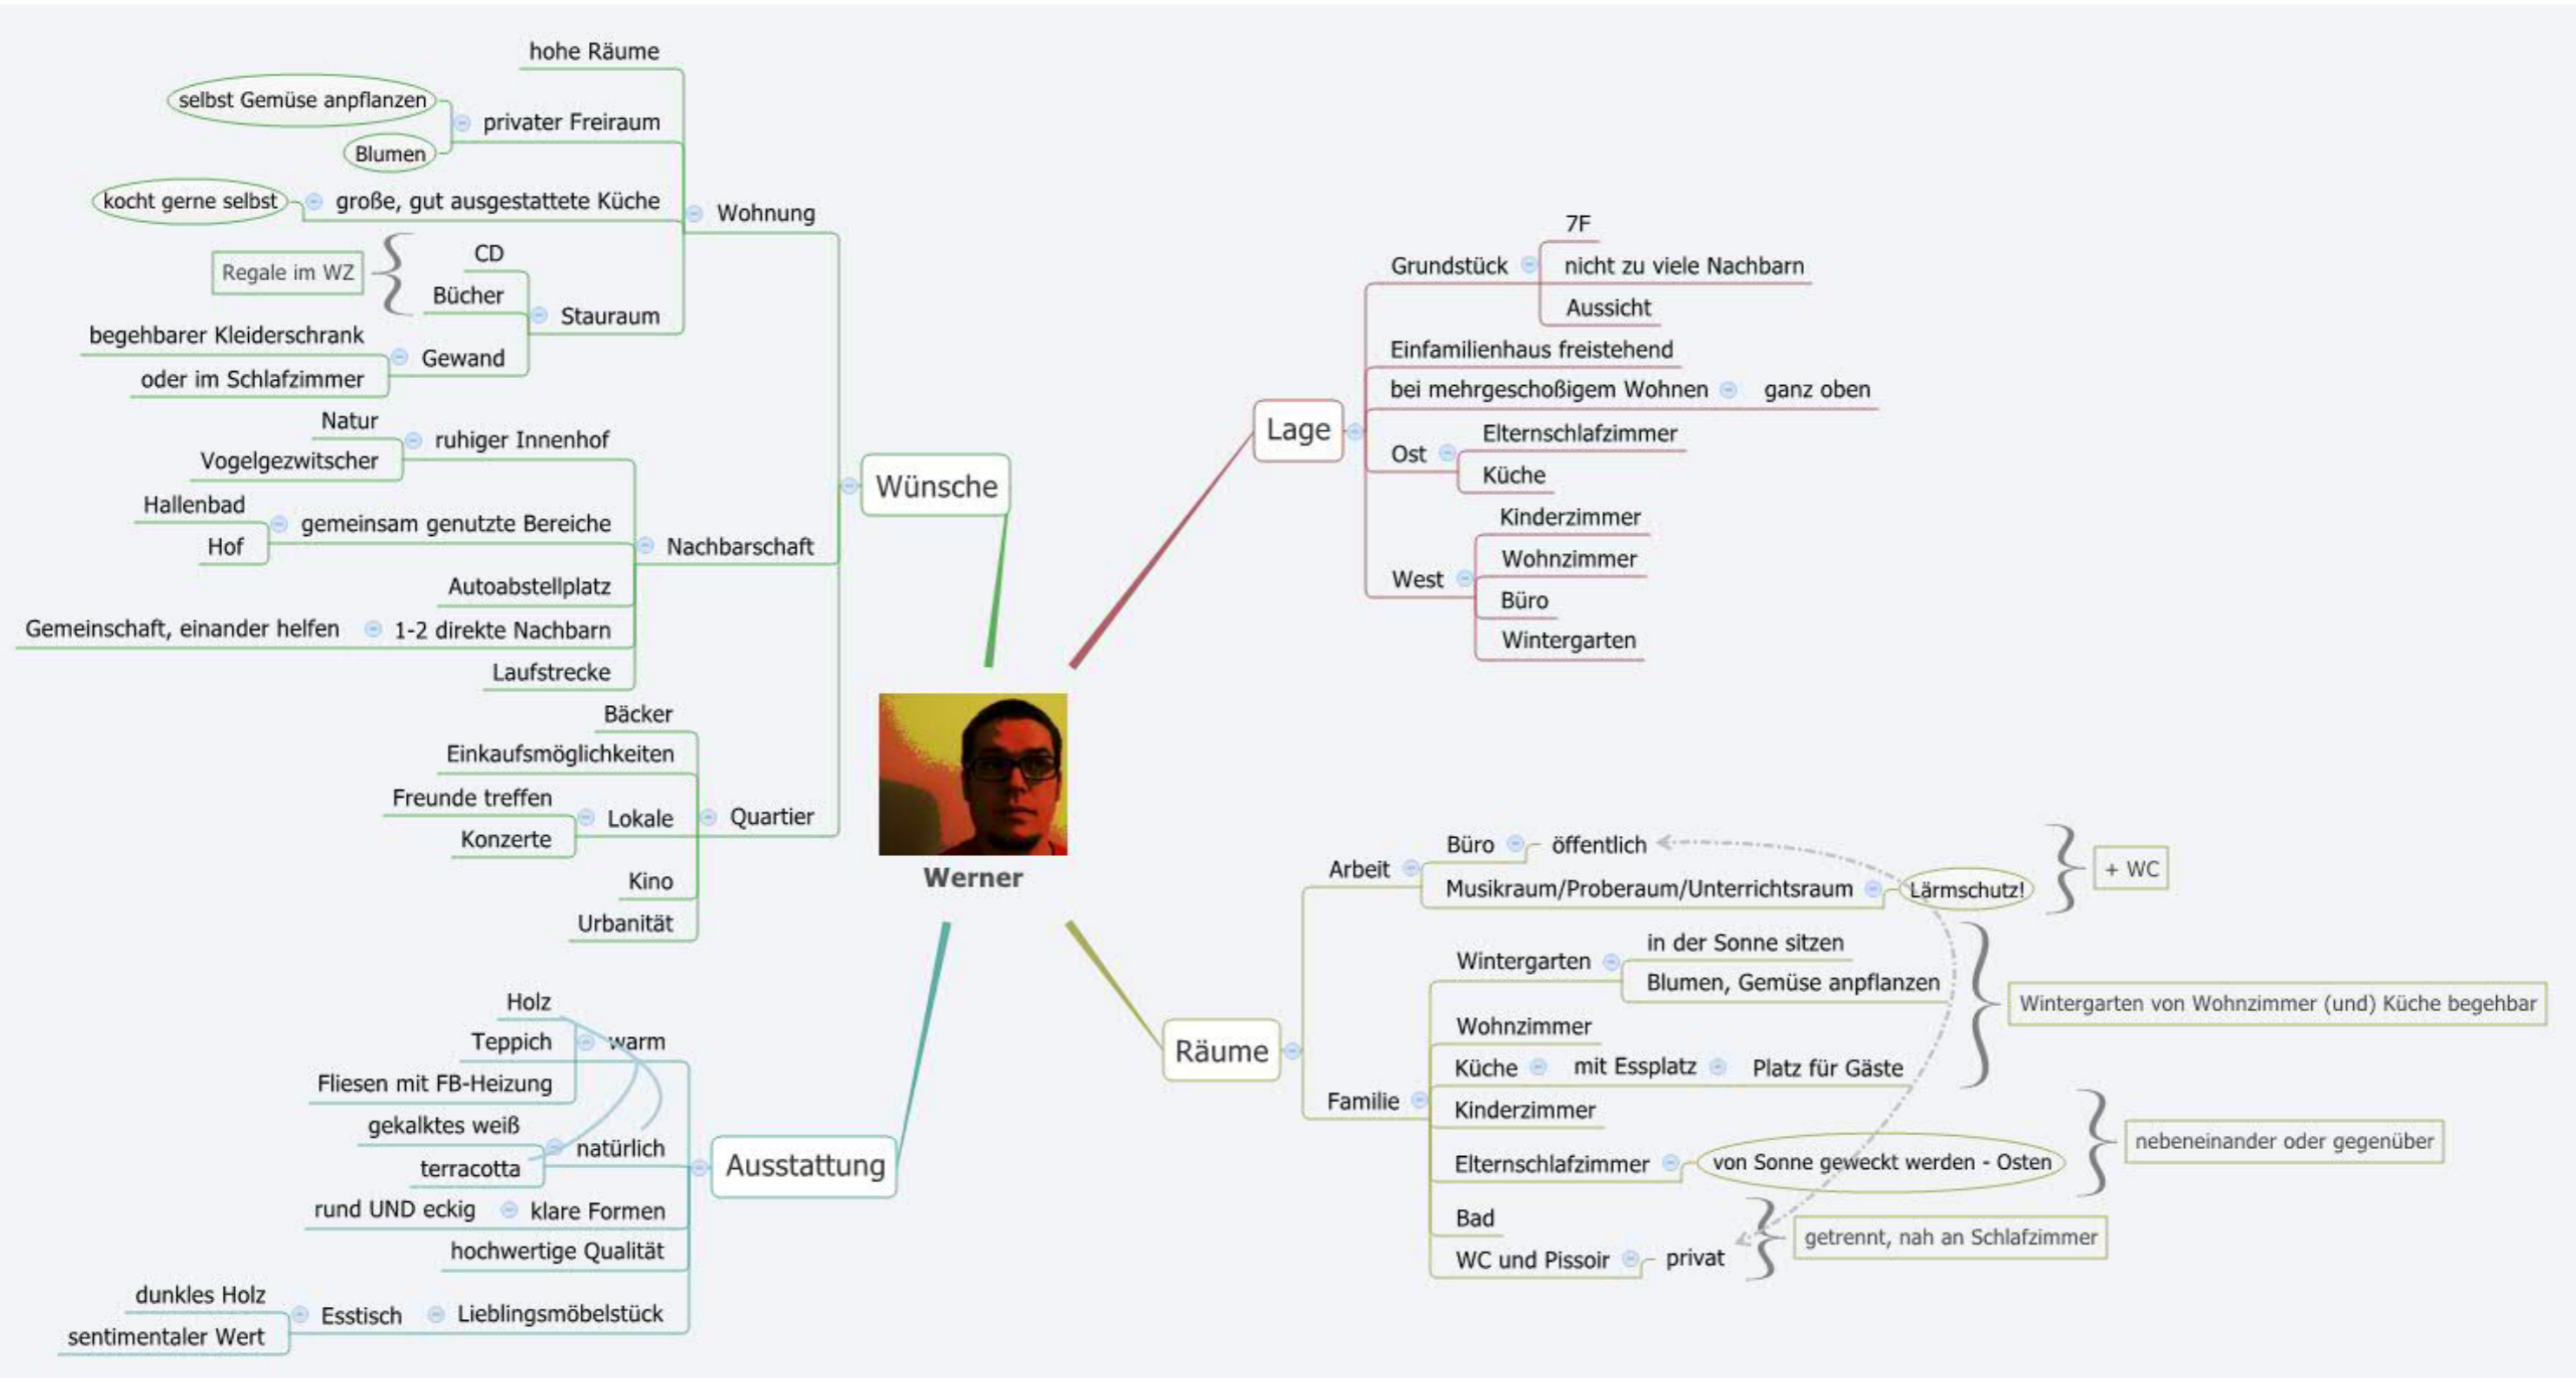 hohe Räume
selbst Gemüse anpflanzen
privater Freiraum
Blumen
kocht gerne selbst
große, gut ausgestattete Küche
Wohnung
CD
Regale im WZ
Bücher
Stauraum
begehbarer Kleiderschrank
Gewand
oder im Schlafzimmer
Natur
ruhiger Innenhof
Vogelgezwitscher
Wünsche
Hallenbad
gemeinsam genutzte Bereiche
Hof
Nachbarschaft
Autoabstellplatz
Gemeinschaft, einander helfen
1-2 direkte Nachbarn
Laufstrecke
Bäcker
Einkaufsmöglichkeiten
Freunde treffen
Lokale
Quartier
Konzerte
Kino
Urbanität
7F
Grundstück
nicht zu viele Nachbarn
Aussicht
Einfamilienhaus freistehend
bei mehrgeschoßigem Wohnen
ganz oben
Lage
Elternschlafzimmer
Ost
Küche
Kinderzimmer
Wohnzimmer
West
Büro
Wintergarten
Werner
Holz
Teppich
warm
Fliesen mit FB-Heizung
gekalktes weiß
natürlich
terracotta
Ausstattung
rund UND eckig
klare Formen
hochwertige Qualität
dunkles Holz
Esstisch
Lieblingsmöbelstück
sentimentaler Wert
Büro
öffentlich
Arbeit
+ WC
Musikraum/Proberaum/Unterrichtsraum
Lärmschutz!
in der Sonne sitzen
Wintergarten
Blumen, Gemüse anpflanzen
Wintergarten von Wohnzimmer (und) Küche begehbar
Wohnzimmer
Räume
Küche
mit Essplatz
Platz für Gäste
Familie
Kinderzimmer
nebeneinander oder gegenüber
Elternschlafzimmer
von Sonne geweckt werden - Osten
Bad
getrennt, nah an Schlafzimmer
WC und Pissoir
privat